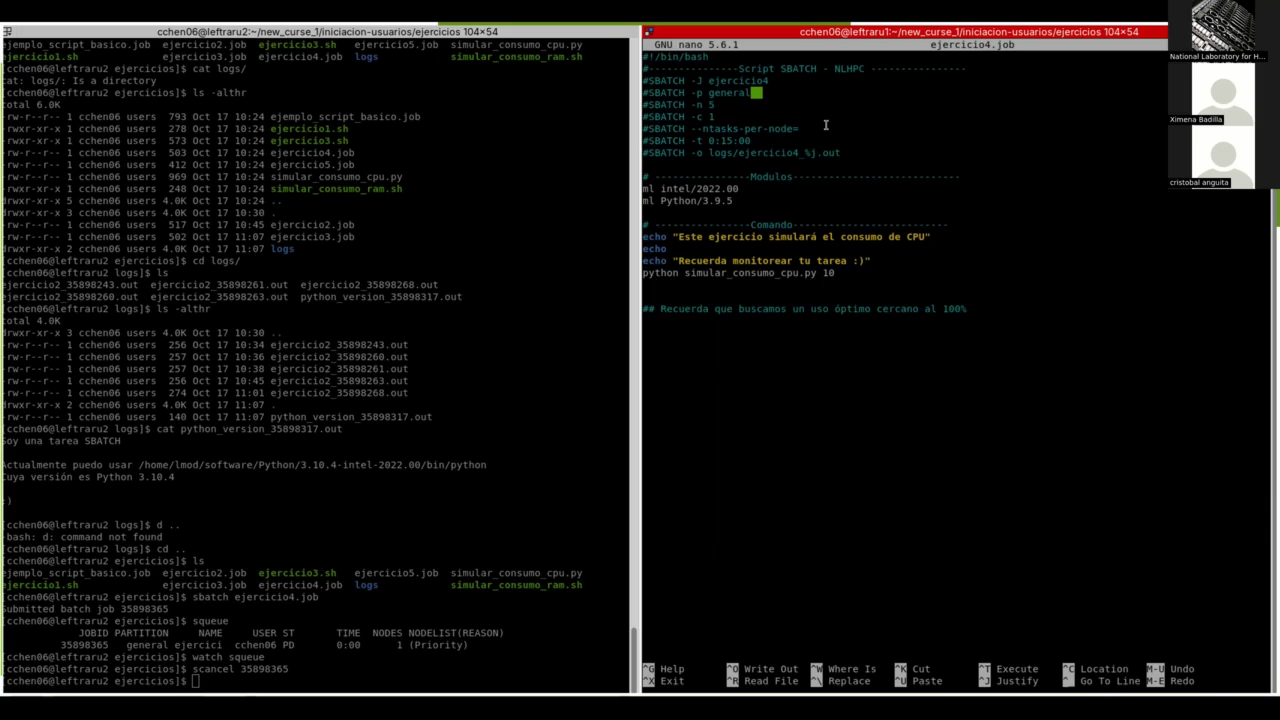 cchen06@leftraru2:~/new_curse_1/iniciacion-usuarios/ejercicios 104×54
ejemplo_script_basico.job  ejercicio2.job  ejercicio3.sh   ejercicio5.job  simular_consumo_cpu.py
ejercicio1.sh              ejercicio3.job  ejercicio4.job  logs            simular_consumo_ram.sh
[cchen06@leftraru2 ejercicios]$ cat logs/
cat: logs/: Is a directory
[cchen06@leftraru2 ejercicios]$ ls -althr
total 6.0K
-rw-r--r-- 1 cchen06 users  793 Oct 17 10:24 ejemplo_script_basico.job
-rwxr-xr-x 1 cchen06 users  278 Oct 17 10:24 ejercicio1.sh
-rwxr-xr-x 1 cchen06 users  280 Oct 17 10:24 ejercicio3.sh
-rw-r--r-- 1 cchen06 users  503 Oct 17 10:24 ejercicio4.job
-rw-r--r-- 1 cchen06 users  412 Oct 17 10:24 ejercicio5.job
-rw-r--r-- 1 cchen06 users  969 Oct 17 10:24 simular_consumo_cpu.py
-rwxr-xr-x 1 cchen06 users  248 Oct 17 10:24 simular_consumo_ram.sh
drwxr-xr-x 5 cchen06 users 4.0K Oct 17 10:24 ..
drwxr-xr-x 3 cchen06 users 4.0K Oct 17 10:30 .
-rw-r--r-- 1 cchen06 users  517 Oct 17 10:45 ejercicio2.job
-rw-r--r-- 1 cchen06 users  502 Oct 17 11:07 ejercicio3.job
drwxr-xr-x 2 cchen06 users 4.0K Oct 17 11:07 logs
[cchen06@leftraru2 ejercicios]$ cd logs/
[cchen06@leftraru2 logs]$ ls
ejercicio2_35898243.out  ejercicio2_35898261.out  ejercicio2_35898268.out
ejercicio2_35898260.out  ejercicio2_35898263.out  python_version_35898317.out
[cchen06@leftraru2 logs]$ ls -althr
total 4.0K
drwxr-xr-x 3 cchen06 users 4.0K Oct 17 10:30 ..
-rw-r--r-- 1 cchen06 users  256 Oct 17 10:34 ejercicio2_35898243.out
-rw-r--r-- 1 cchen06 users  257 Oct 17 10:36 ejercicio2_35898260.out
-rw-r--r-- 1 cchen06 users  257 Oct 17 10:38 ejercicio2_35898261.out
-rw-r--r-- 1 cchen06 users  256 Oct 17 10:45 ejercicio2_35898263.out
-rw-r--r-- 1 cchen06 users  274 Oct 17 11:01 ejercicio2_35898268.out
drwxr-xr-x 2 cchen06 users 4.0K Oct 17 11:07 .
-rw-r--r-- 1 cchen06 users  140 Oct 17 11:07 python_version_35898317.out
[cchen06@leftraru2 logs]$ cat python_version_35898317.out
Soy una tarea SBATCH
Actualmente puedo usar /home/lmod/software/Python/3.10.4-intel-2022.00/bin/python
Cuya versión es Python 3.10.4
:)
[cchen06@leftraru2 logs]$ d ..
-bash: d: command not found
[cchen06@leftraru2 logs]$ cd ..
[cchen06@leftraru2 ejercicios]$ ls
ejemplo_script_basico.job  ejercicio2.job  ejercicio3.sh   ejercicio5.job  simular_consumo_cpu.py
ejercicio1.sh              ejercicio3.job  ejercicio4.job  logs            simular_consumo_ram.sh
[cchen06@leftraru2 ejercicios]$ sbatch ejercicio4.job
Submitted batch job 35898365
[cchen06@leftraru2 ejercicios]$ squeue
JOBID PARTITION     NAME     USER ST       TIME  NODES NODELIST(REASON)
35898365   general ejercici  cchen06 PD       0:00      1 (Priority)
[cchen06@leftraru2 ejercicios]$ watch squeue
[cchen06@leftraru2 ejercicios]$ scancel 35898365
[cchen06@leftraru2 ejercicios]$
cchen06@leftraru1:~/new_curse_1/iniciacion-usuarios/ejercicios 104×54
GNU nano 5.6.1                    ejercicio4.job
#!/bin/bash
#---------------Script SBATCH - NLHPC ----------------
#SBATCH -J ejercicio4
#SBATCH -p general
#SBATCH -n 5
#SBATCH -c 1
#SBATCH --ntasks-per-node=
#SBATCH -t 0:15:00
#SBATCH -o logs/ejercicio4_%j.out
# ----------------Modulos----------------------------
ml intel/2022.00
ml Python/3.9.5
# ----------------Comando--------------------------
echo "Este ejercicio simulará el consumo de CPU"
echo
echo "Recuerda monitorear tu tarea :)"
python simular_consumo_cpu.py 10
## Recuerda que buscamos un uso óptimo cercano al 100%
^G Help      ^O Write Out ^W Where Is  ^K Cut       ^T Execute   ^C Location  M-U Undo
^X Exit      ^R Read File ^\ Replace   ^U Paste     ^J Justify   ^_ Go To Line M-E Redo
National Laboratory for H...
Ximena Badilla
cristobal anguita